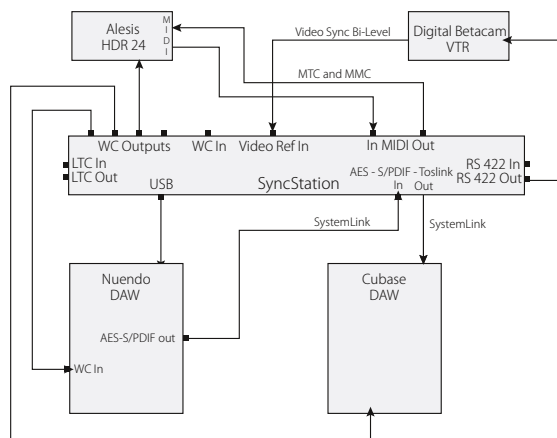 Alesis
HDR 24
M
I
D
I
Video Sync Bi-Level
Digital Betacam
VTR
MTC and MMC
WC Outputs
WC In
Video Ref In
In MIDI Out
LTC In
LTC Out
USB
SyncStation
AES - S/PDIF - Toslink
In
Out
RS 422 In
RS 422 Out
SystemLink
SystemLink
Nuendo
DAW
Cubase
DAW
AES-S/PDIF out
WC In